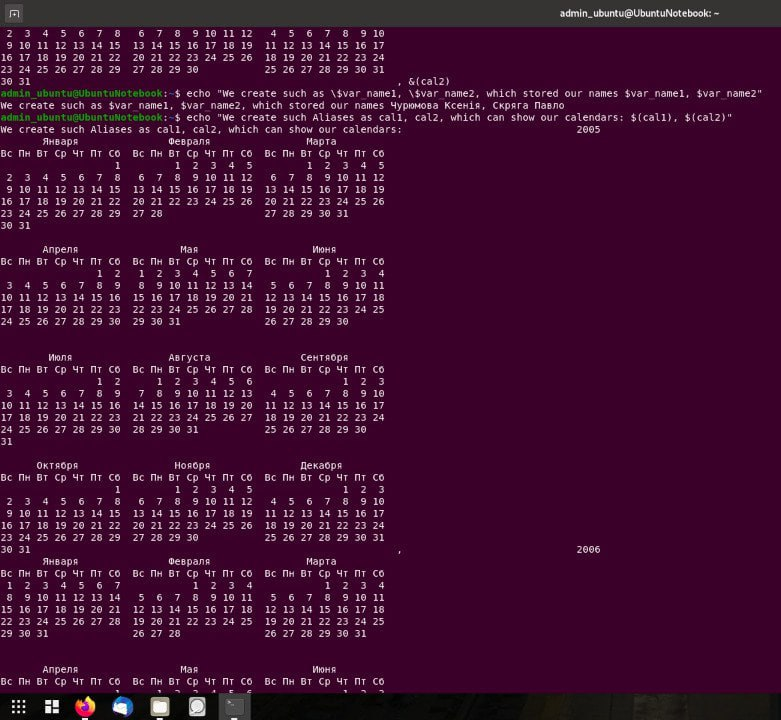 admin_ubuntu@UbuntuNotebook: ~
2 3 4 5 6 7 8 6 7 8 9 10 11 12 4 5 6 7 8 9 10
9 10 11 12 13 14 15 13 14 15 16 17 18 19 11 12 13 14 15 16 17
16 17 18 19 20 21 22 20 21 22 23 24 25 26 18 19 20 21 22 23 24
23 24 25 26 27 28 29 27 28 29 30 25 26 27 28 29 30 31
30 31 , &(cal2)
admin_ubuntu@UbuntuNotebook:~$ echo "We create such as \$var_name1, \$var_name2, which stored our names $var_name1, $var_name2"
We create such as $var_name1, $var_name2, which stored our names Чурюмова Ксенія, Скряга Павло
admin_ubuntu@UbuntuNotebook:~$ echo "We create such Aliases as cal1, cal2, which can show our calendars: $(cal1), $(cal2)"
We create such Aliases as cal1, cal2, which can show our calendars: 2005
Января Февраля Марта
Вс Пн Вт Ср Чт Пт Сб Вс Пн Вт Ср Чт Пт Сб Вс Пн Вт Ср Чт Пт Сб
1 1 2 3 4 5 1 2 3 4 5
2 3 4 5 6 7 8 6 7 8 9 10 11 12 6 7 8 9 10 11 12
9 10 11 12 13 14 15 13 14 15 16 17 18 19 13 14 15 16 17 18 19
16 17 18 19 20 21 22 20 21 22 23 24 25 26 20 21 22 23 24 25 26
23 24 25 26 27 28 29 27 28 27 28 29 30 31
30 31
Апреля Мая Июня
Вс Пн Вт Ср Чт Пт Сб Вс Пн Вт Ср Чт Пт Сб Вс Пн Вт Ср Чт Пт Сб
1 2 1 2 3 4 5 6 7 1 2 3 4
3 4 5 6 7 8 9 8 9 10 11 12 13 14 5 6 7 8 9 10 11
10 11 12 13 14 15 16 15 16 17 18 19 20 21 12 13 14 15 16 17 18
17 18 19 20 21 22 23 22 23 24 25 26 27 28 19 20 21 22 23 24 25
24 25 26 27 28 29 30 29 30 31 26 27 28 29 30
Июля Августа Сентября
Вс Пн Вт Ср Чт Пт Сб Вс Пн Вт Ср Чт Пт Сб Вс Пн Вт Ср Чт Пт Сб
1 2 1 2 3 4 5 6 1 2 3
3 4 5 6 7 8 9 7 8 9 10 11 12 13 4 5 6 7 8 9 10
10 11 12 13 14 15 16 14 15 16 17 18 19 20 11 12 13 14 15 16 17
17 18 19 20 21 22 23 21 22 23 24 25 26 27 18 19 20 21 22 23 24
24 25 26 27 28 29 30 28 29 30 31 25 26 27 28 29 30
31
Октября Ноября Декабря
Вс Пн Вт Ср Чт Пт Сб Вс Пн Вт Ср Чт Пт Сб Вс Пн Вт Ср Чт Пт Сб
1 1 2 3 4 5 1 2 3
2 3 4 5 6 7 8 6 7 8 9 10 11 12 4 5 6 7 8 9 10
9 10 11 12 13 14 15 13 14 15 16 17 18 19 11 12 13 14 15 16 17
16 17 18 19 20 21 22 20 21 22 23 24 25 26 18 19 20 21 22 23 24
23 24 25 26 27 28 29 27 28 29 30 25 26 27 28 29 30 31
30 31 , 2006
Января Февраля Марта
Вс Пн Вт Ср Чт Пт Сб Вс Пн Вт Ср Чт Пт Сб Вс Пн Вт Ср Чт Пт Сб
1 2 3 4 5 6 7 1 2 3 4 1 2 3 4
8 9 10 11 12 13 14 5 6 7 8 9 10 11 5 6 7 8 9 10 11
15 16 17 18 19 20 21 12 13 14 15 16 17 18 12 13 14 15 16 17 18
22 23 24 25 26 27 28 19 20 21 22 23 24 25 19 20 21 22 23 24 25
29 30 31 26 27 28 26 27 28 29 30 31
Апреля Мая Июня
Вс Пн Вт Ср Чт Пт Сб Вс Пн Вт Ср Чт Пт Сб Вс Пн Вт Ср Чт Пт Сб